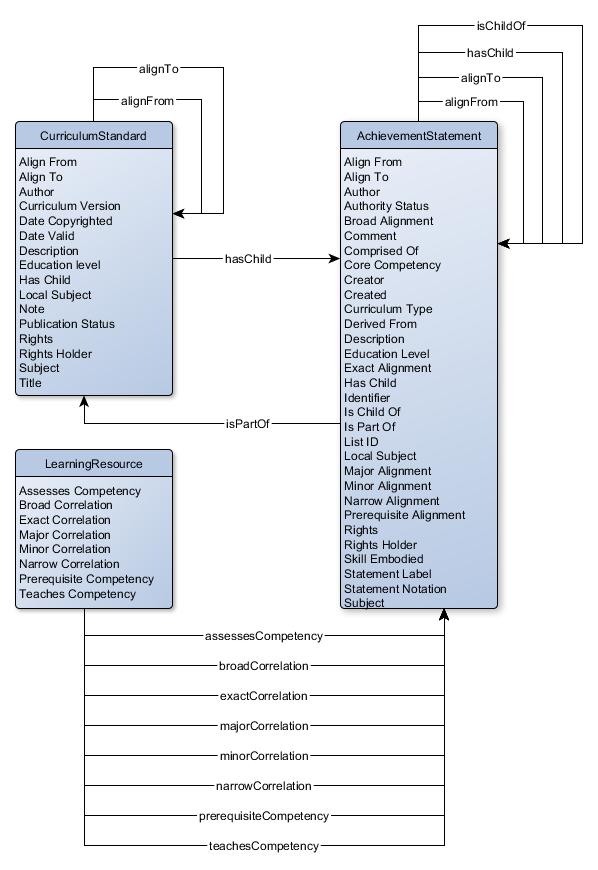 isChildOf
hasChild
alignTo
alignFrom
alignTo
alignFrom
CurriculumStandard
Align From
Align To
Author
Curriculum Version
Date Copyrighted
Date Valid
Description
Education level
Has Child
Local Subject
Note
Publication Status
Rights
Rights Holder
Subject
Title
AchievementStatement
Align From
Align To
Author
Authority Status
Broad Alignment
Comment
Comprised Of
Core Competency
Creator
Created
Curriculum Type
Derived From
Description
Education Level
Exact Alignment
Has Child
Identifier
Is Child Of
Is Part Of
List ID
Local Subject
Major Alignment
Minor Alignment
Narrow Alignment
Prerequisite Alignment
Rights
Rights Holder
Skill Embodied
Statement Label
Statement Notation
Subject
hasChild
isPartOf
LearningResource
Assesses Competency
Broad Correlation
Exact Correlation
Major Correlation
Minor Correlation
Narrow Correlation
Prerequisite Competency
Teaches Competency
assessesCompetency
broadCorrelation
exactCorrelation
majorCorrelation
minorCorrelation
narrowCorrelation
prerequisiteCompetency
teachesCompetency